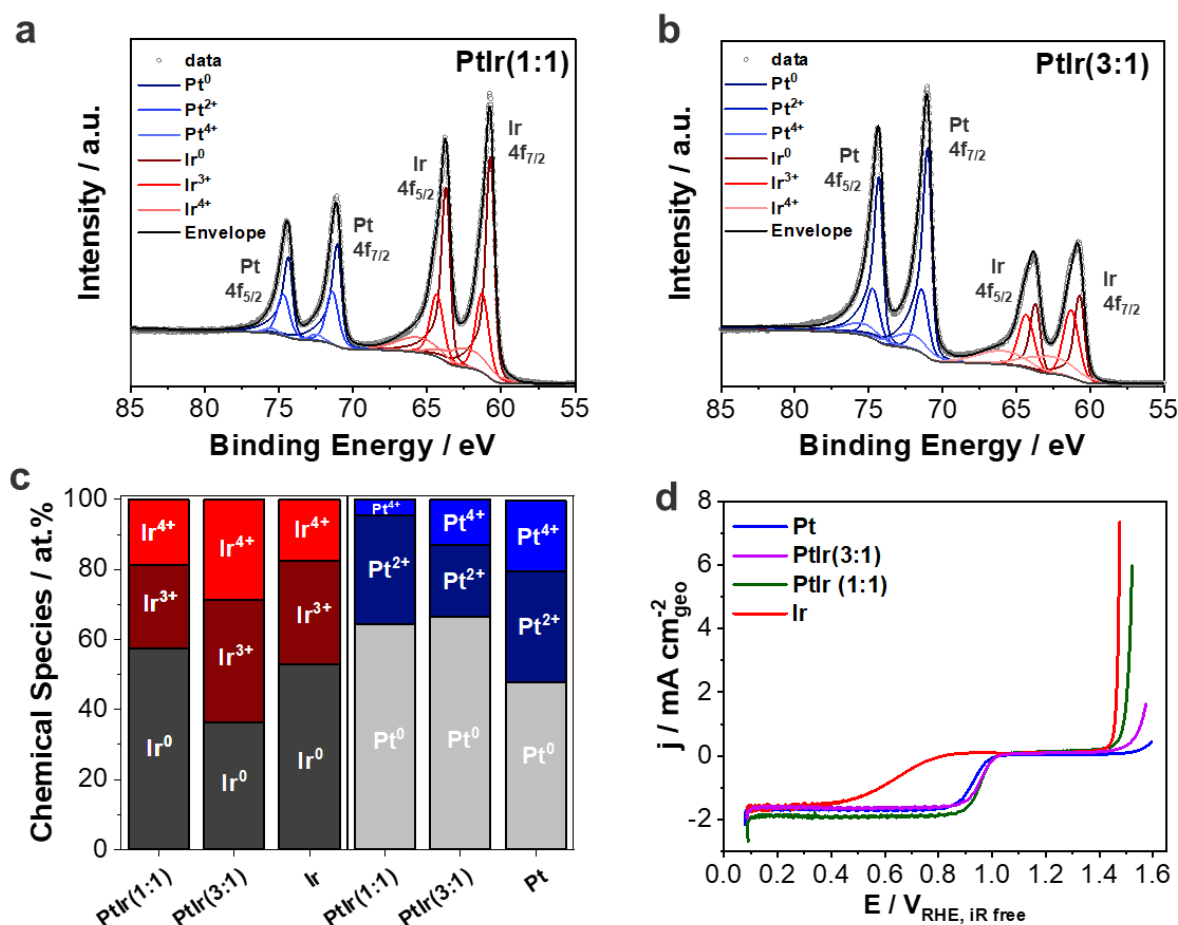 a
PtIr(1:1)
data
Pt⁰
Pt²⁺
Pt⁴⁺
Ir⁰
Ir³⁺
Ir⁴⁺
Envelope
Pt
4f5/2
Pt
4f7/2
Ir
4f5/2
Ir
4f7/2
Intensity / a.u.
85 80 75 70 65 60 55
Binding Energy / eV
b
PtIr(3:1)
data
Pt⁰
Pt²⁺
Pt⁴⁺
Ir⁰
Ir³⁺
Ir⁴⁺
Envelope
Pt
4f5/2
Pt
4f7/2
Ir
4f5/2
Ir
4f7/2
Intensity / a.u.
85 80 75 70 65 60 55
Binding Energy / eV
c
Chemical Species / at.%
100
80
60
40
20
0
Ir⁴⁺
Ir³⁺
Ir⁰
Ir⁴⁺
Ir³⁺
Ir⁰
Ir⁴⁺
Ir³⁺
Ir⁰
Pt⁴⁺
Pt²⁺
Pt⁰
Pt⁴⁺
Pt²⁺
Pt⁰
Pt⁴⁺
Pt²⁺
Pt⁰
PtIr(1:1)
PtIr(3:1)
Ir
PtIr(1:1)
PtIr(3:1)
Pt
d
Pt
PtIr(3:1)
PtIr (1:1)
Ir
j / mA cm⁻²geo
8
6
4
2
0
-2
0.0 0.2 0.4 0.6 0.8 1.0 1.2 1.4 1.6
E / VRHE, iR free